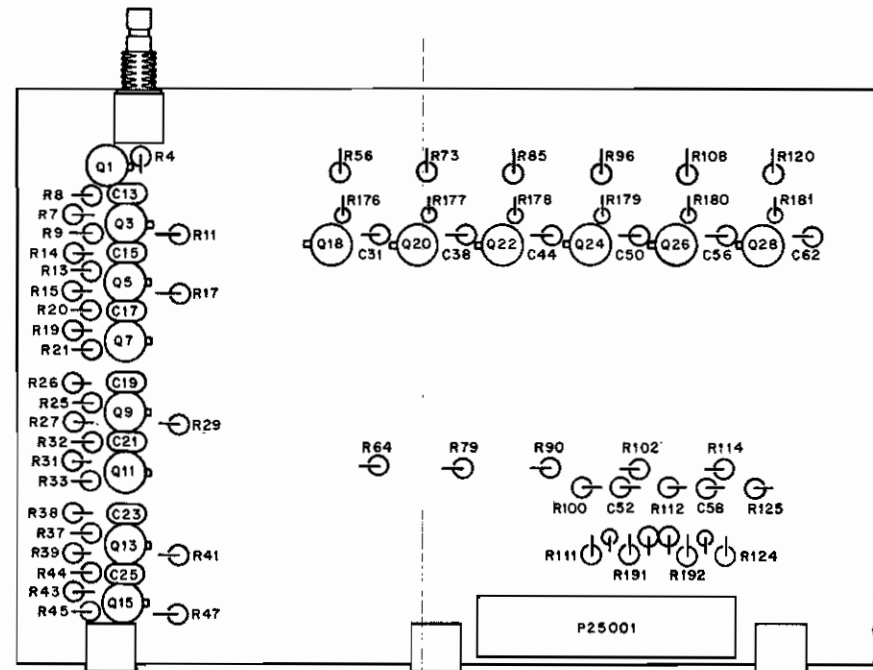 R4
Q1
R56 R73 R85 R96 R108 R120
R8 C13
R7
R176 R177 R178 R179 R180 R181
Q3
R9 R11
Q18 C31 Q20 C38 Q22 C44 Q24 C50 Q26 C56 Q28 C62
R14 C15
R13
Q5
R15 R17
R20 C17
R19
Q7
R21
R26 C19
R25
Q9
R27 R29
R32 C21
R64 R79 R90 R102 R114
R31
Q11
R33
R100 C52 R112 C58 R125
R38 C23
R37
Q13
R39 R41
R111 R191 R192 R124
R44 C25
R43
Q15
R45 R47
P25001